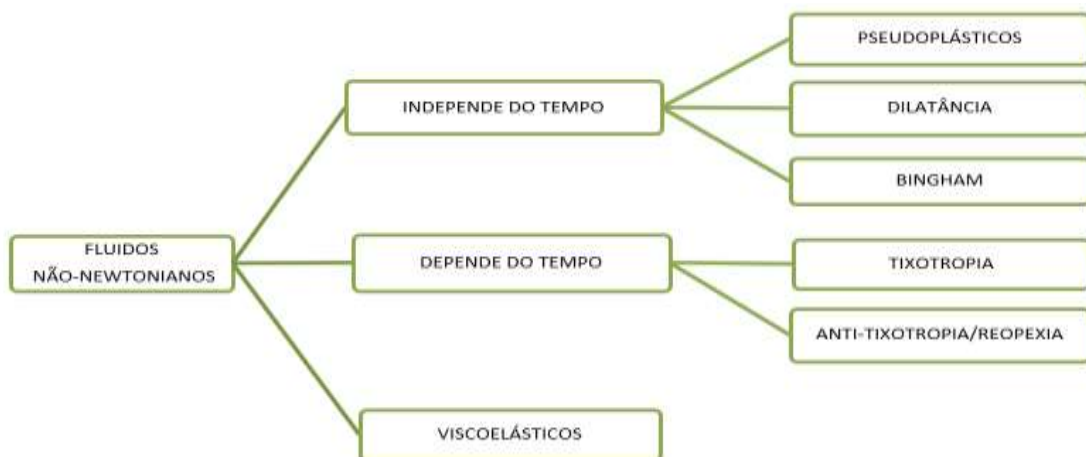 PSEUDOPLÁSTICOS
INDEPENDE DO TEMPO
DILATÂNCIA
BINGHAM
FLUIDOS
NÃO-NEWTONIANOS
DEPENDE DO TEMPO
TIXOTROPIA
ANTI-TIXOTROPIA/REOPEXIA
VISCOELÁSTICOS